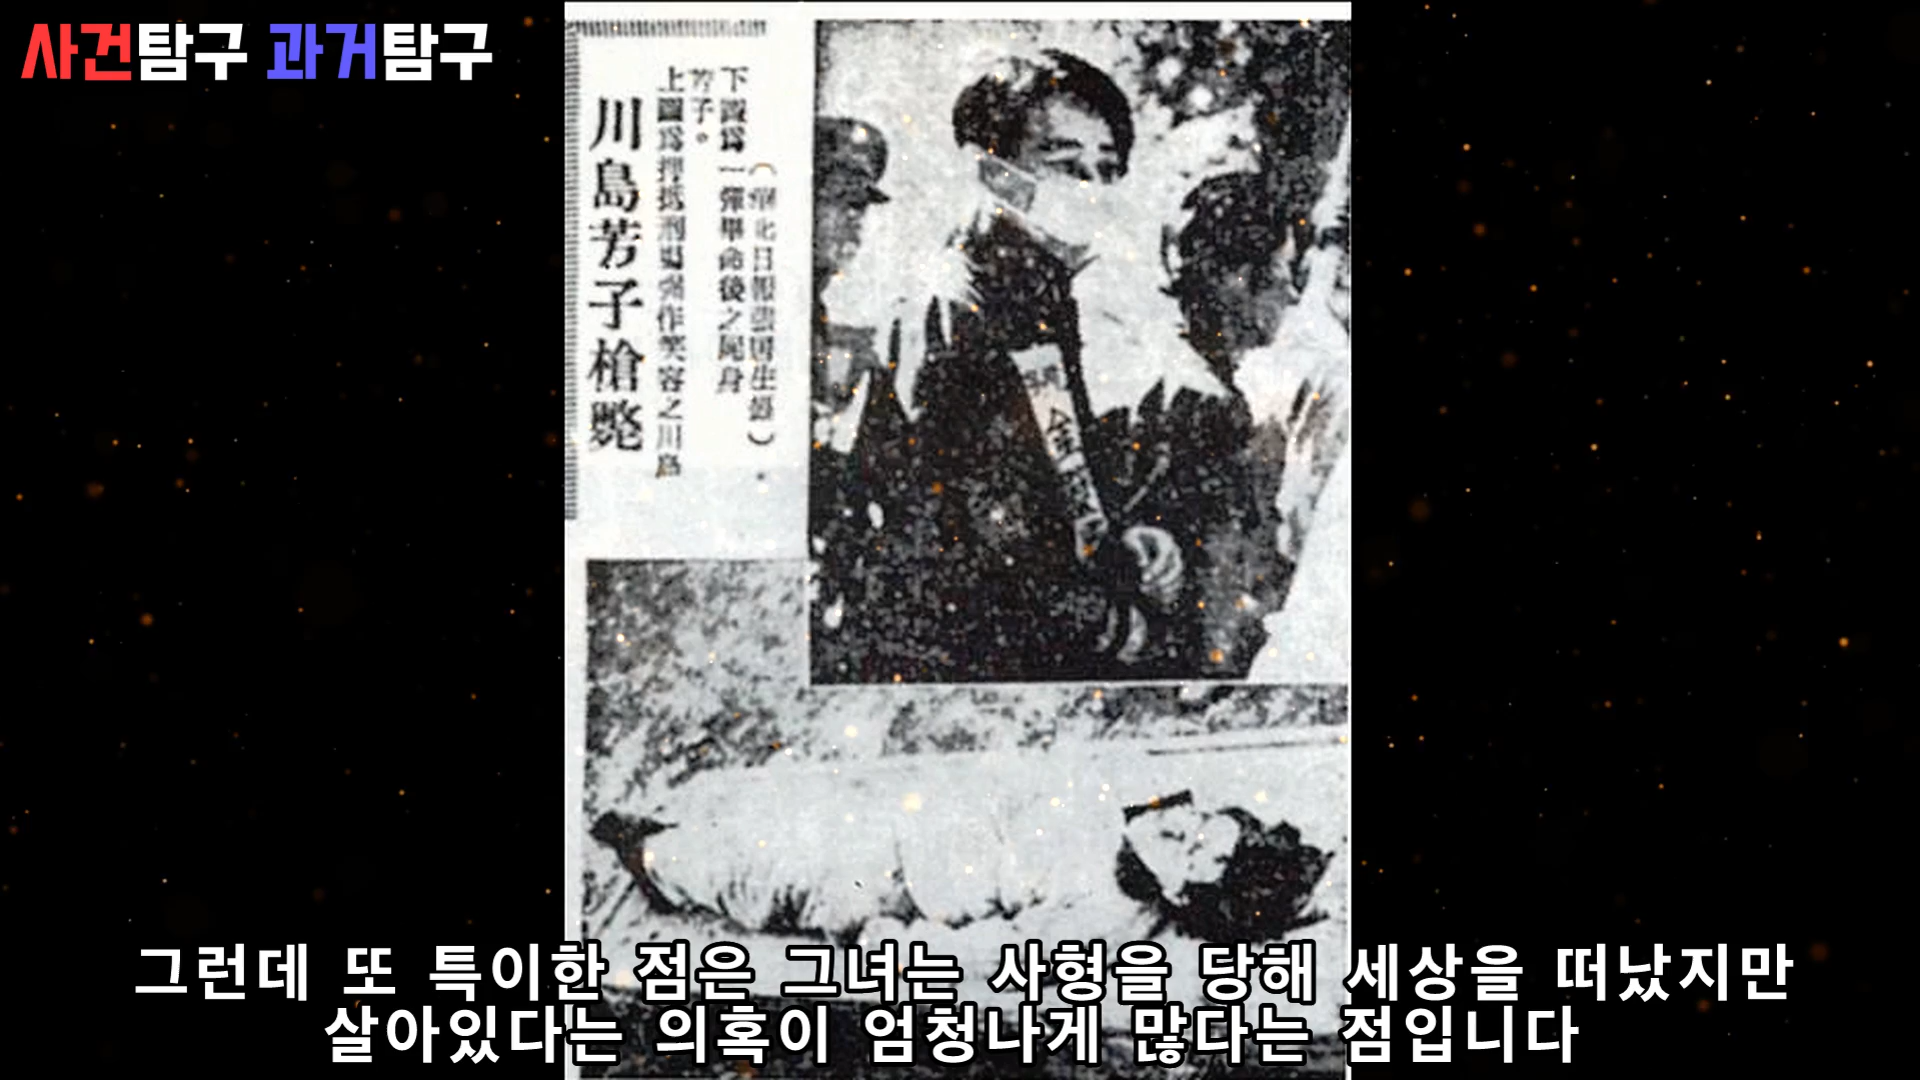 사건탐구 과거탐구
川島芳子槍斃
上圖爲押抵刑場猶作笑容之川島
芳子。
下圖爲一彈畢命後之屍身
그런데 또 특이한 점은 그녀는 사형을 당해 세상을 떠났지만
살아있다는 의혹이 엄청나게 많다는 점입니다